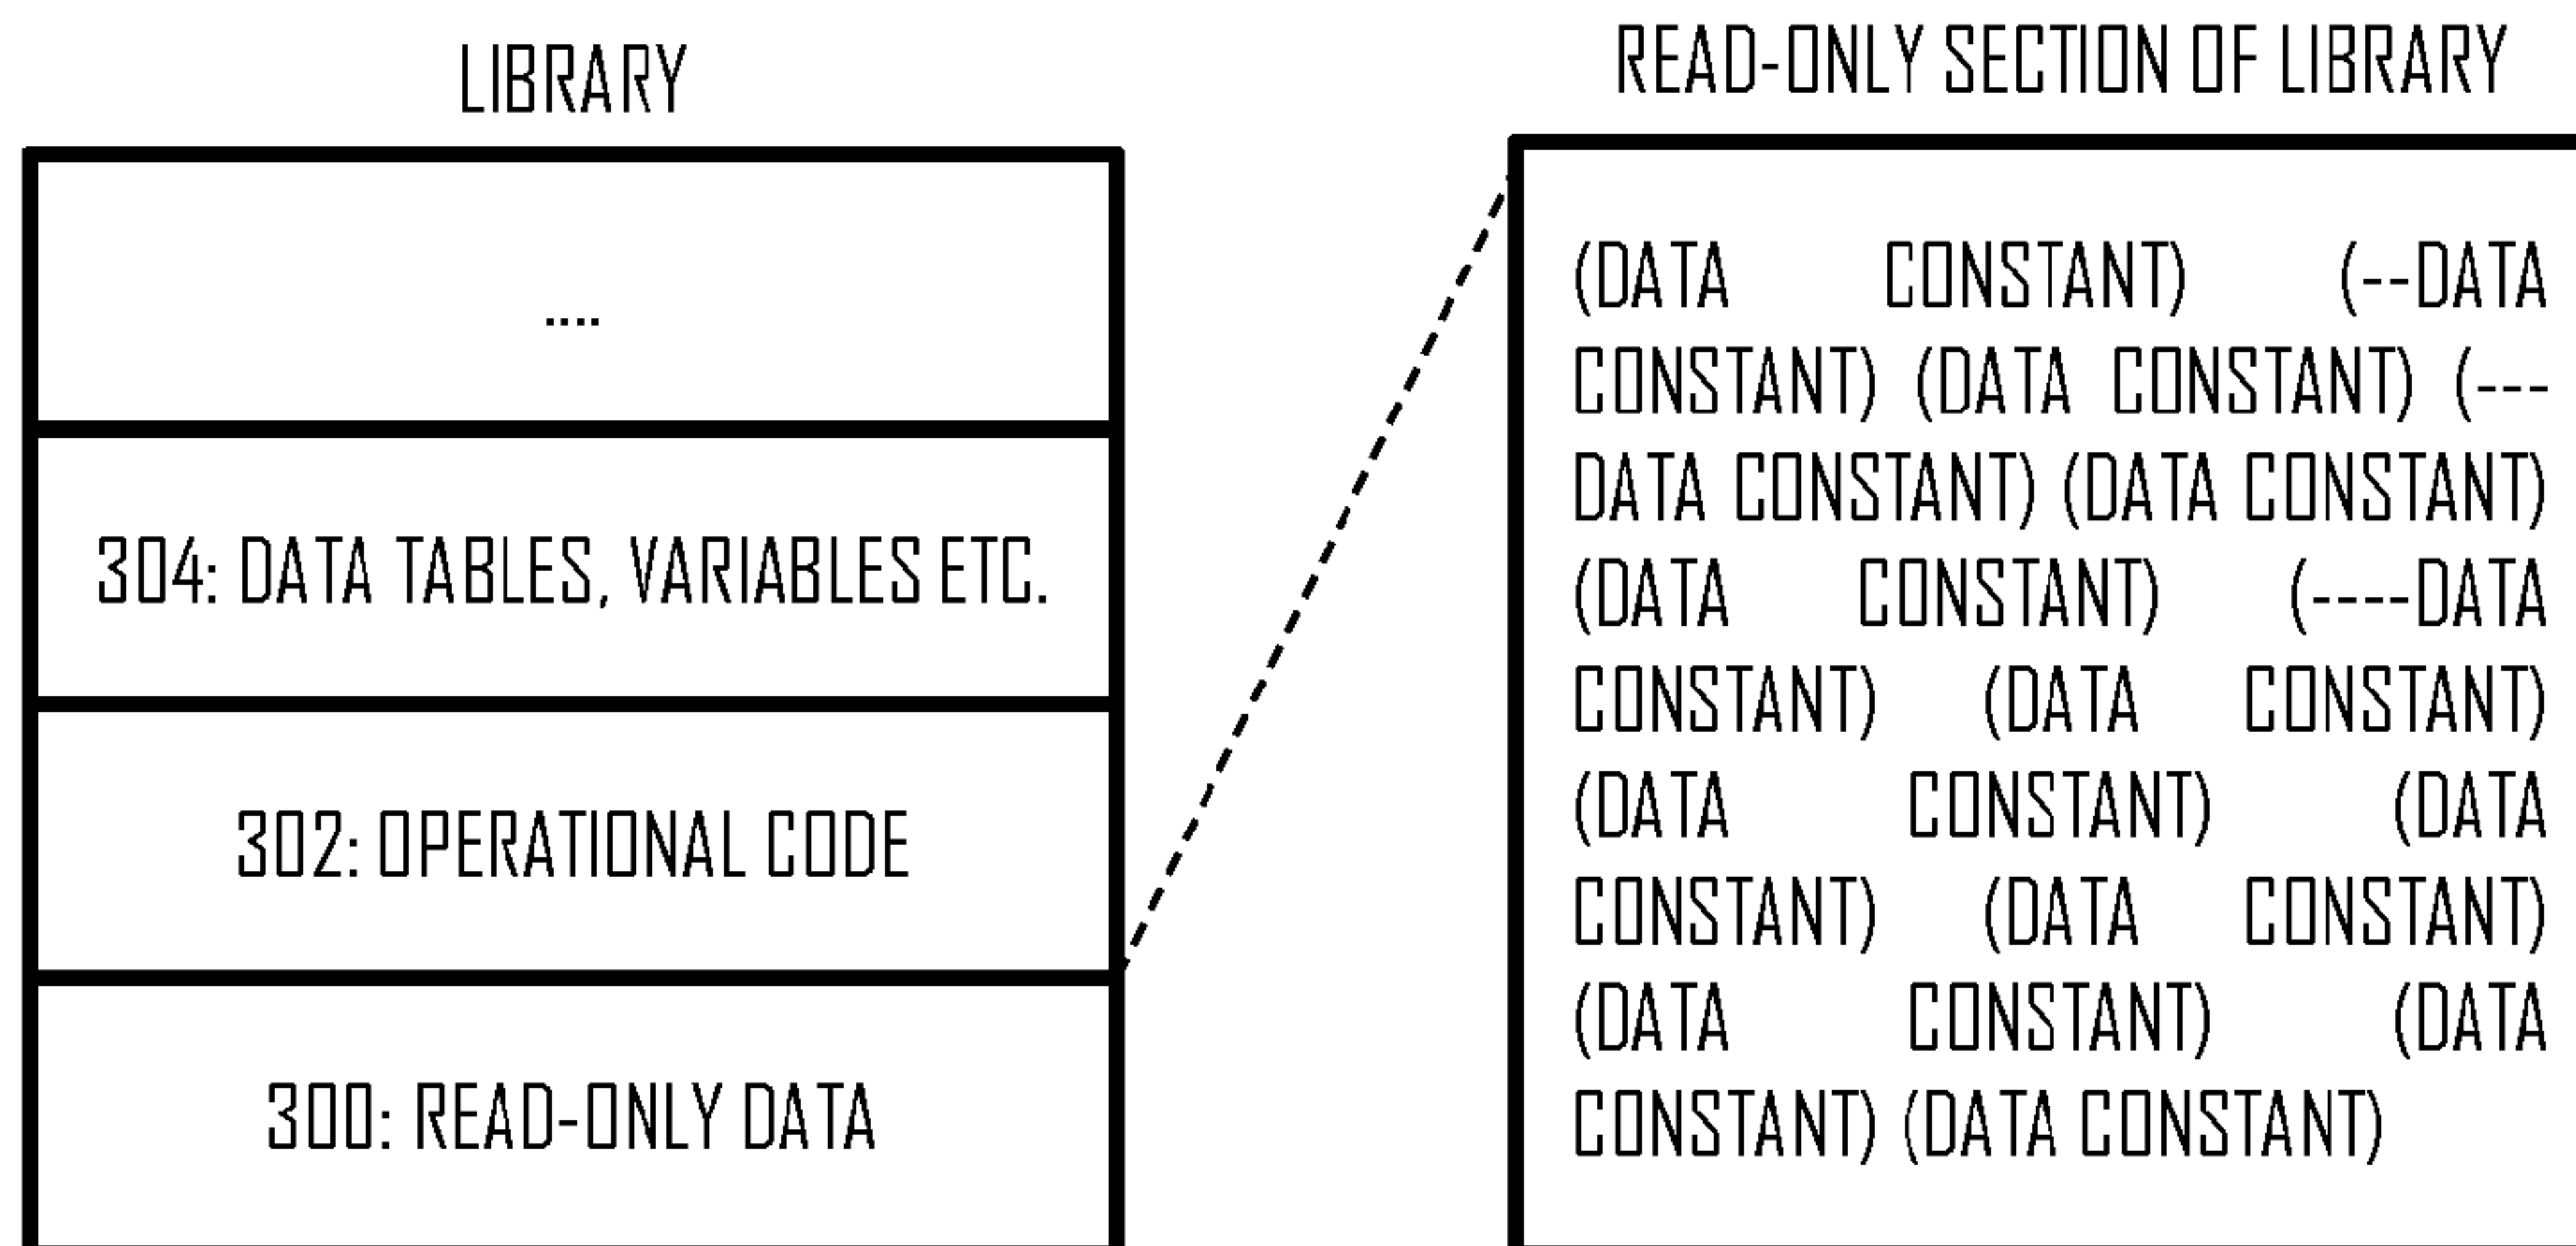 LIBRARY
....
304: DATA TABLES, VARIABLES ETC.
302: OPERATIONAL CODE
300: READ-ONLY DATA
READ-ONLY SECTION OF LIBRARY
(DATA CONSTANT) (--DATA
CONSTANT) (DATA CONSTANT) (---
DATA CONSTANT) (DATA CONSTANT)
(DATA CONSTANT) (----DATA
CONSTANT) (DATA CONSTANT)
(DATA CONSTANT) (DATA
CONSTANT) (DATA CONSTANT)
(DATA CONSTANT) (DATA
CONSTANT) (DATA CONSTANT)